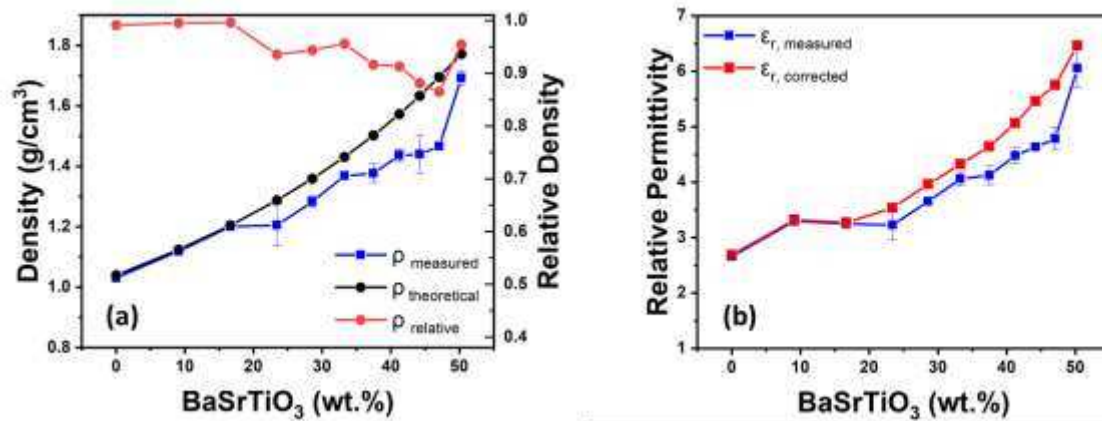 1.8
1.6
1.4
1.2
1.0
0.8
Density (g/cm³)
1.0
0.9
0.8
0.7
0.6
0.5
0.4
Relative Density
ρ measured
ρ theoretical
ρ relative
(a)
0 10 20 30 40 50
BaSrTiO₃ (wt.%)
7
6
5
4
3
2
1
Relative Permittivity
εr, measured
εr, corrected
(b)
0 10 20 30 40 50
BaSrTiO₃ (wt.%)